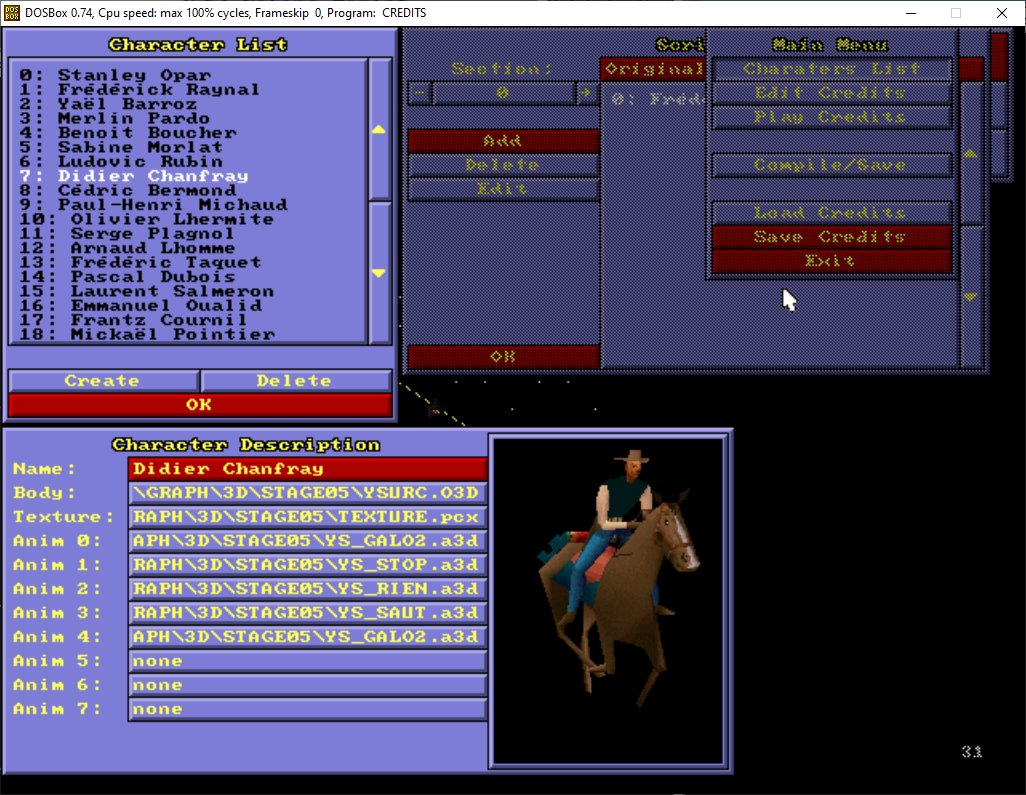 DOSBox 0.74, Cpu speed: max 100% cycles, Frameskip 0, Program: CREDITS
Character List
0: Stanley Opar
1: Frédérick Raynal
2: Yaël Barroz
3: Merlin Pardo
4: Benoit Boucher
5: Sabine Morlat
6: Ludovic Rubin
7: Didier Chanfray
8: Cédric Bermond
9: Paul-Henri Michaud
10: Olivier Lhermite
11: Serge Plagnol
12: Arnaud Lhomme
13: Frédéric Taquet
14: Pascal Dubois
15: Laurent Salmeron
16: Emmanuel Oualid
17: Frantz Cournil
18: Mickaël Pointier
Create Delete
OK
Scri
Section:
Original
- 0 +
0: Fréd
Add
Delete
Edit
OK
Main Menu
Charaters List
Edit Credits
Play Credits
Compile/Save
Load Credits
Save Credits
Exit
Character Description
Name: Didier Chanfray
Body: \GRAPH\3D\STAGE05\YSURC.O3D
Texture: RAPH\3D\STAGE05\TEXTURE.pcx
Anim 0: APH\3D\STAGE05\YS_GALO2.a3d
Anim 1: RAPH\3D\STAGE05\YS_STOP.a3d
Anim 2: RAPH\3D\STAGE05\YS_RIEN.a3d
Anim 3: RAPH\3D\STAGE05\YS_SAUT.a3d
Anim 4: APH\3D\STAGE05\YS_GALO2.a3d
Anim 5: none
Anim 6: none
Anim 7: none
31